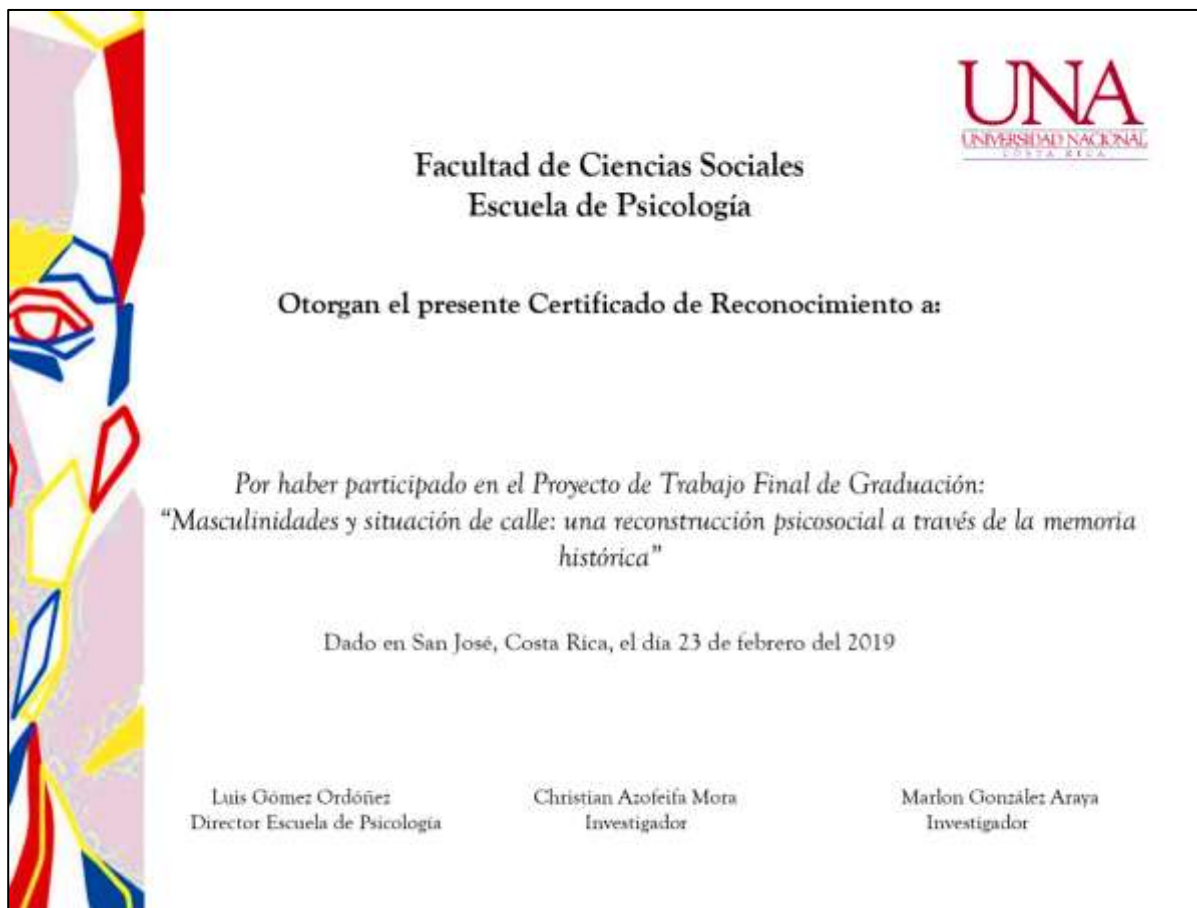 UNA
UNIVERSIDAD NACIONAL
COSTA RICA
Facultad de Ciencias Sociales
Escuela de Psicología
Otorgan el presente Certificado de Reconocimiento a:
Por haber participado en el Proyecto de Trabajo Final de Graduación:
“Masculinidades y situación de calle: una reconstrucción psicosocial a través de la memoria
histórica”
Dado en San José, Costa Rica, el día 23 de febrero del 2019
Luis Gómez Ordóñez
Director Escuela de Psicología
Christian Azofeifa Mora
Investigador
Marlon González Araya
Investigador